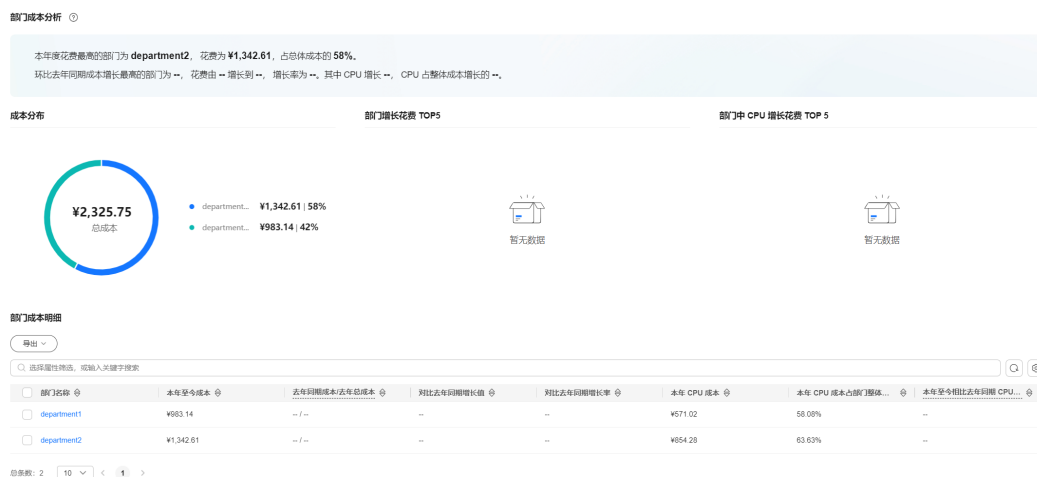 部门成本分析
本年度花费最高的部门为 department2， 花费为 ¥1,342.61，占总体成本的 58%。
环比去年同期成本增长最高的部门为 --， 花费由 -- 增长到 --， 增长率为 --。其中 CPU 增长 --， CPU 占整体成本增长的 --。
成本分布
部门增长花费 TOP5
部门中 CPU 增长花费 TOP 5
¥2,325.75
总成本
department... ¥1,342.61 | 58%
department... ¥983.14 | 42%
暂无数据
暂无数据
部门成本明细
导出
选择属性筛选，或输入关键字搜索
部门名称 本年至今成本 去年同期成本/去年总成本 对比去年同期增长值 对比去年同期增长率 本年 CPU 成本 本年 CPU 成本占部门整体... 本年至今相比去年同期 CPU...
department1 ¥983.14 -- / -- -- -- ¥571.02 58.08% --
department2 ¥1,342.61 -- / -- -- -- ¥854.28 63.63% --
总条数：2 10 < 1 >